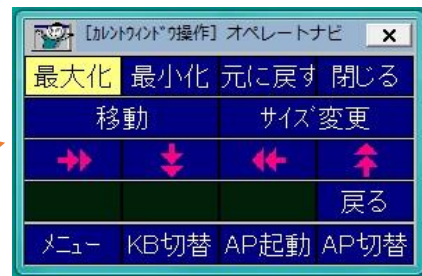 [ｶﾚﾝﾄｳｨﾝﾄﾞｳ操作] オペレートナビ
最大化 最小化 元に戻す 閉じる
移動 ｻｲｽﾞ変更
戻る
メニュー KB切替 AP起動 AP切替